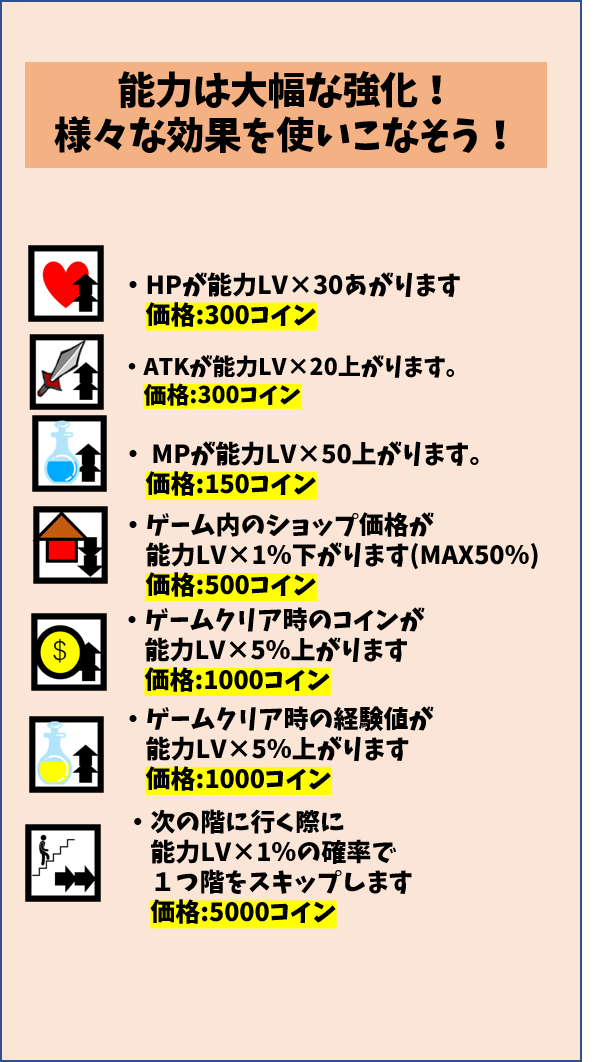 能力は大幅な強化！
様々な効果を使いこなそう！
・HPが能力LV×30あがります
価格:300コイン
・ATKが能力LV×20上がります。
価格:300コイン
・ MPが能力LV×50上がります。
価格:150コイン
・ゲーム内のショップ価格が
能力LV×1%下がります(MAX50%)
価格:500コイン
$
・ゲームクリア時のコインが
能力LV×5%上がります
価格:1000コイン
・ゲームクリア時の経験値が
能力LV×5%上がります
価格:1000コイン
・次の階に行く際に
能力LV×1%の確率で
１つ階をスキップします
価格:5000コイン